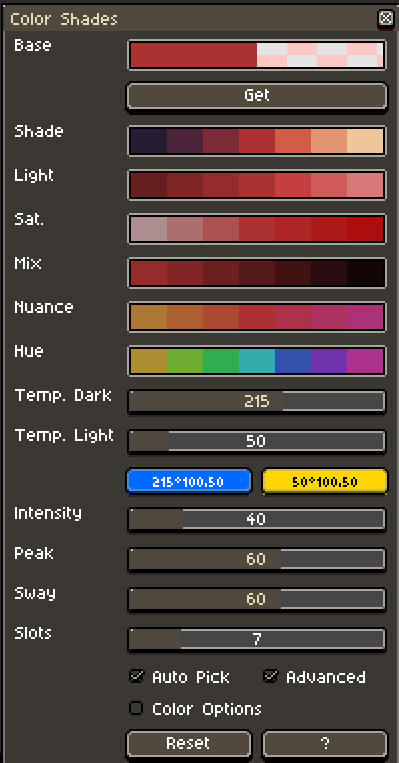 Color Shades
Base
Get
Shade
Light
Sat.
Mix
Nuance
Hue
Temp. Dark 215
Temp. Light 50
215°100.50 50°100.50
Intensity 40
Peak 60
Sway 60
Slots 7
Auto Pick Advanced
Color Options
Reset ?